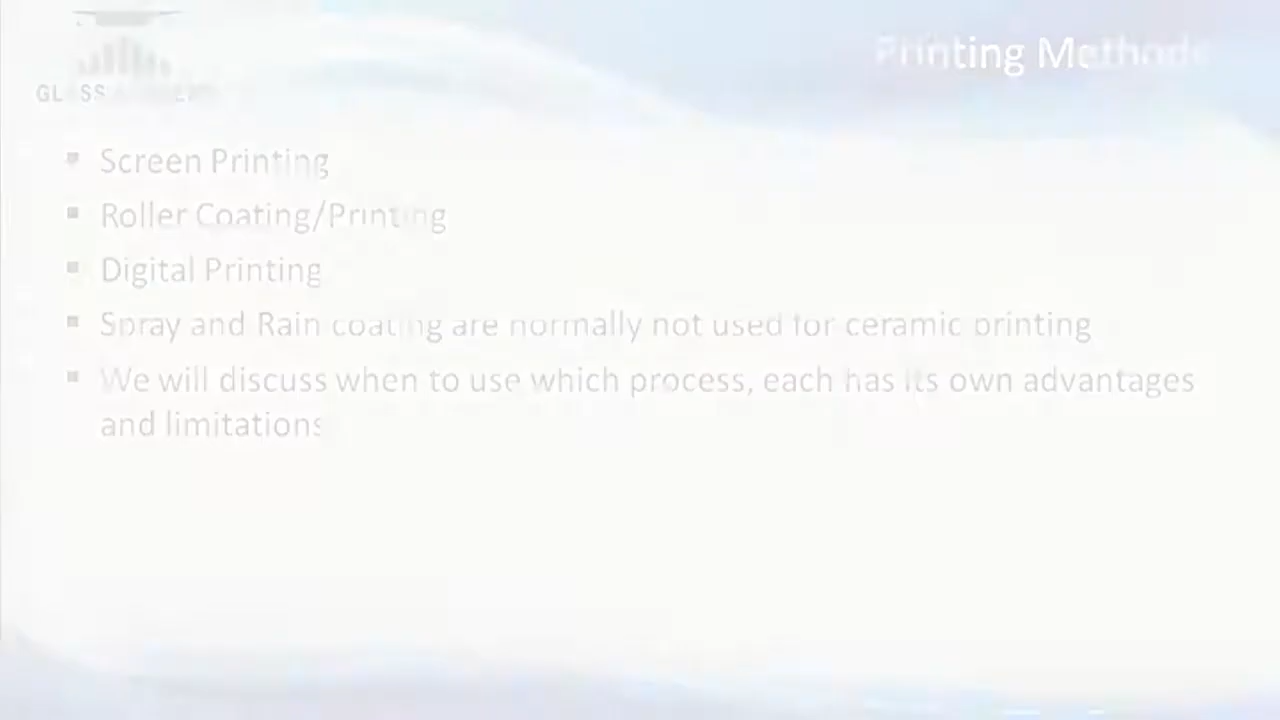 Printing Methods
Screen Printing
Roller Coating/Printing
Digital Printing
Spray and Rain coating are normally not used for ceramic printing
We will discuss when to use which process, each has its own advantages
and limitations